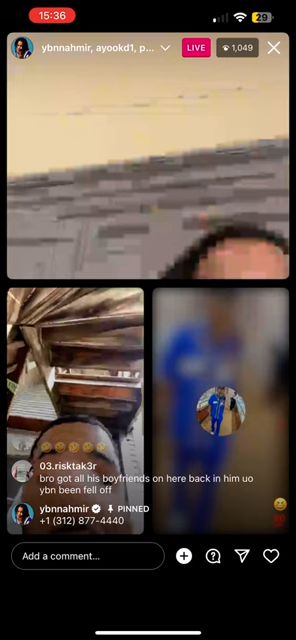 15:36
29
ybnnahmir, ayookd1, p...
LIVE
1,049
03.risktak3r
bro got all his boyfriends on here back in him uo
ybn been fell off
ybnnahmir PINNED
+1 (312) 877-4440
Add a comment...